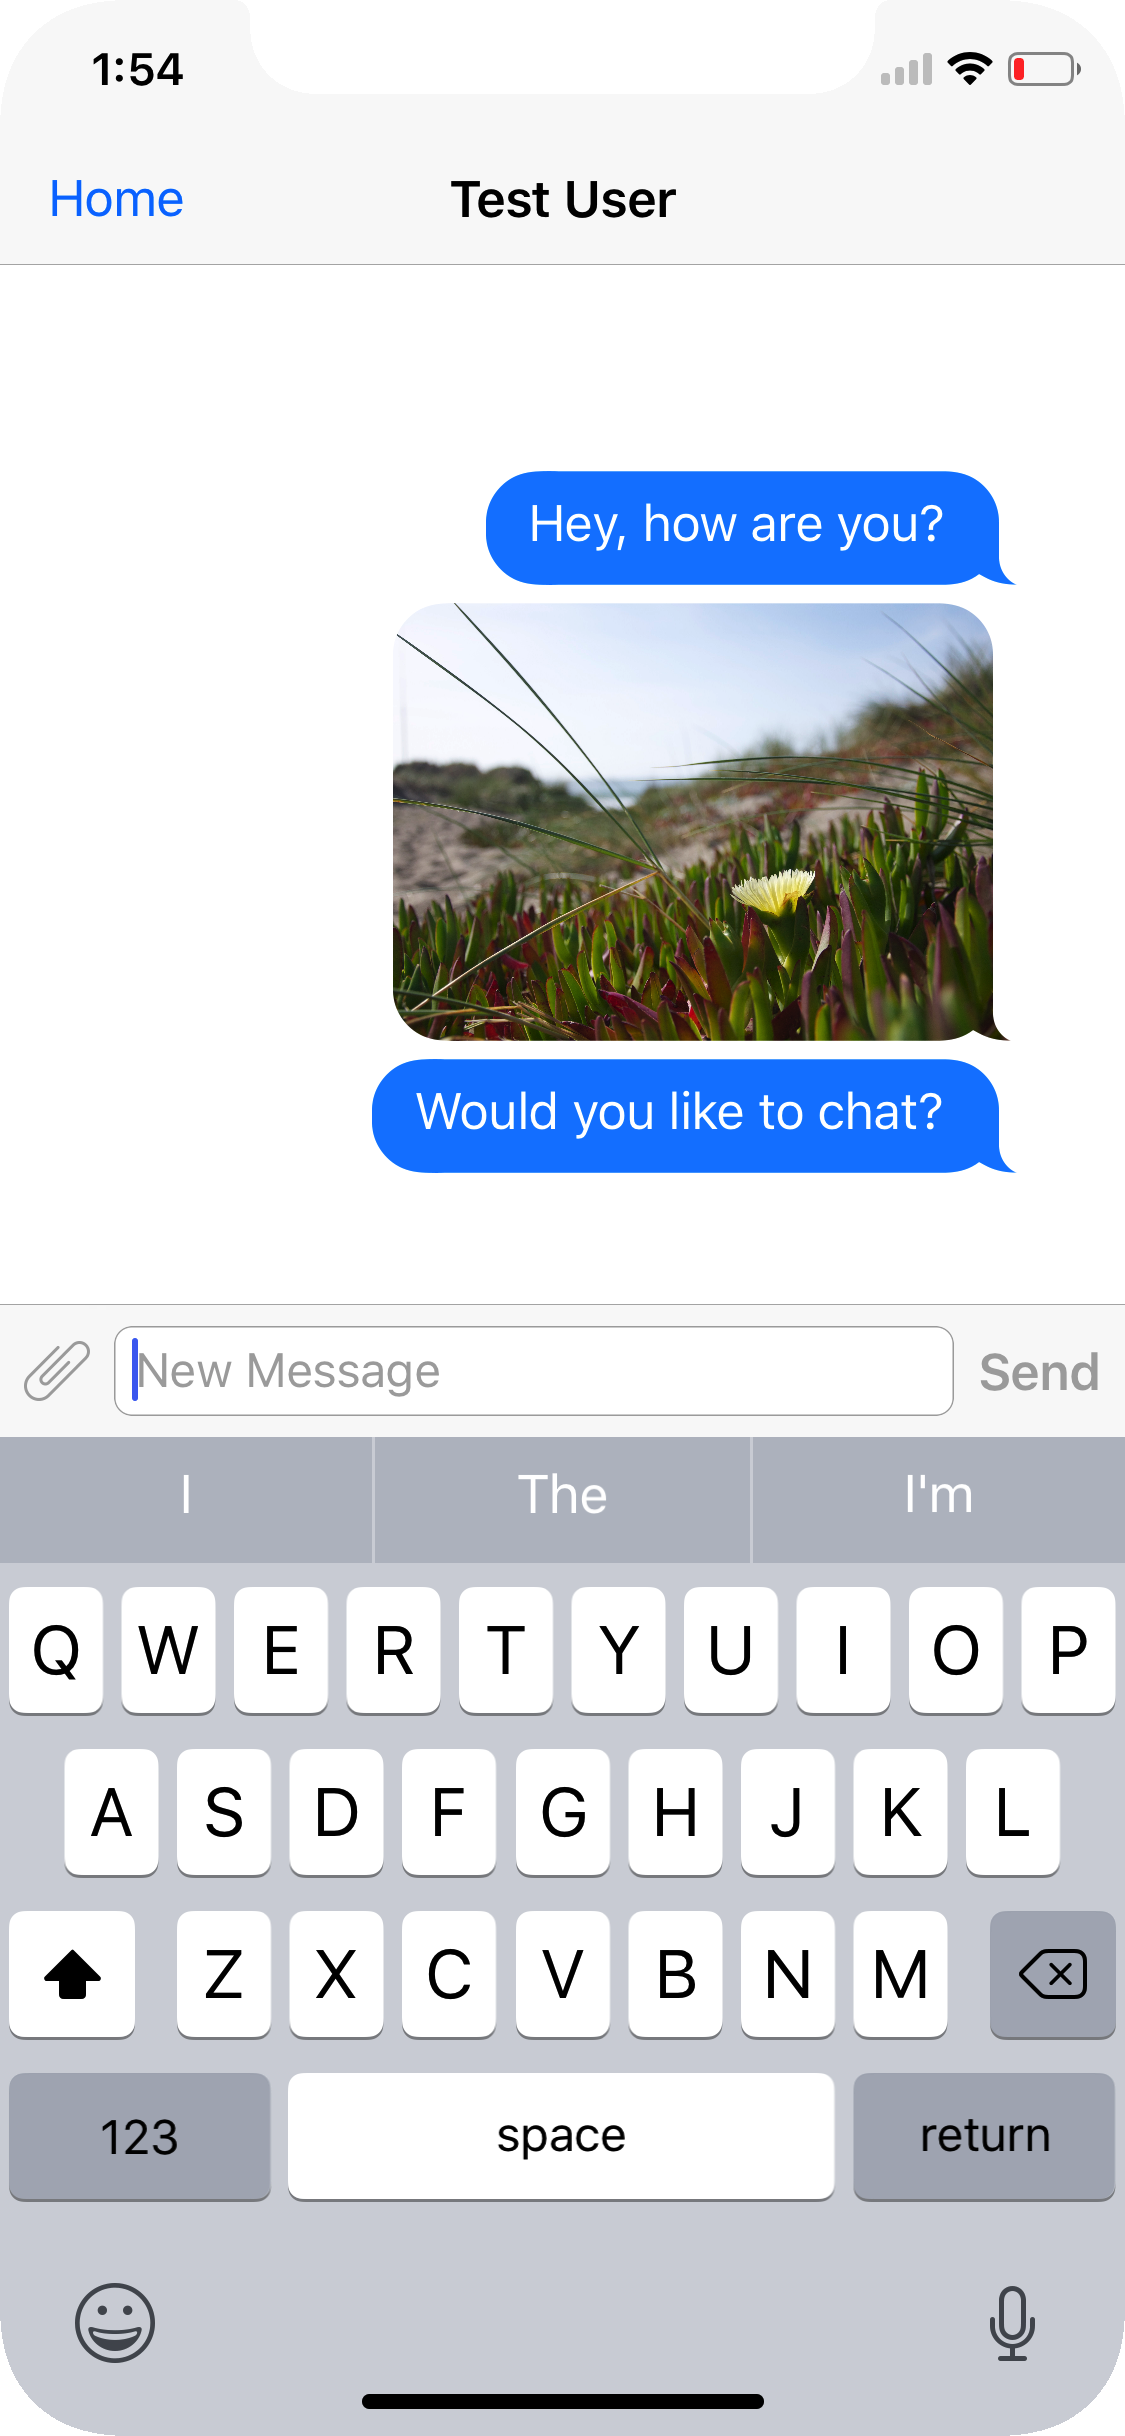 1:54
Home Test User
Hey, how are you?
Would you like to chat?
New Message Send
I The I'm
Q W E R T Y U I O P
A S D F G H J K L
Z X C V B N M
123 space return